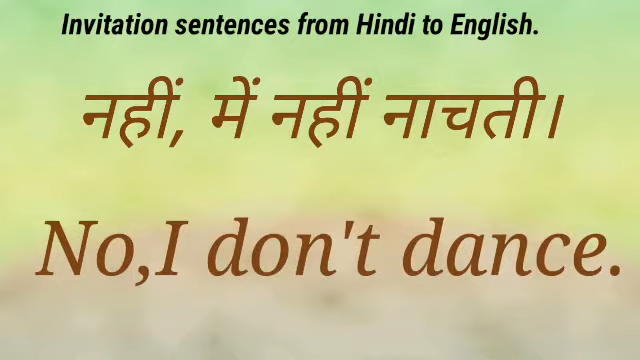 Invitation sentences from Hindi to English.
नहीं, में नहीं नाचती।
No,I don't dance.